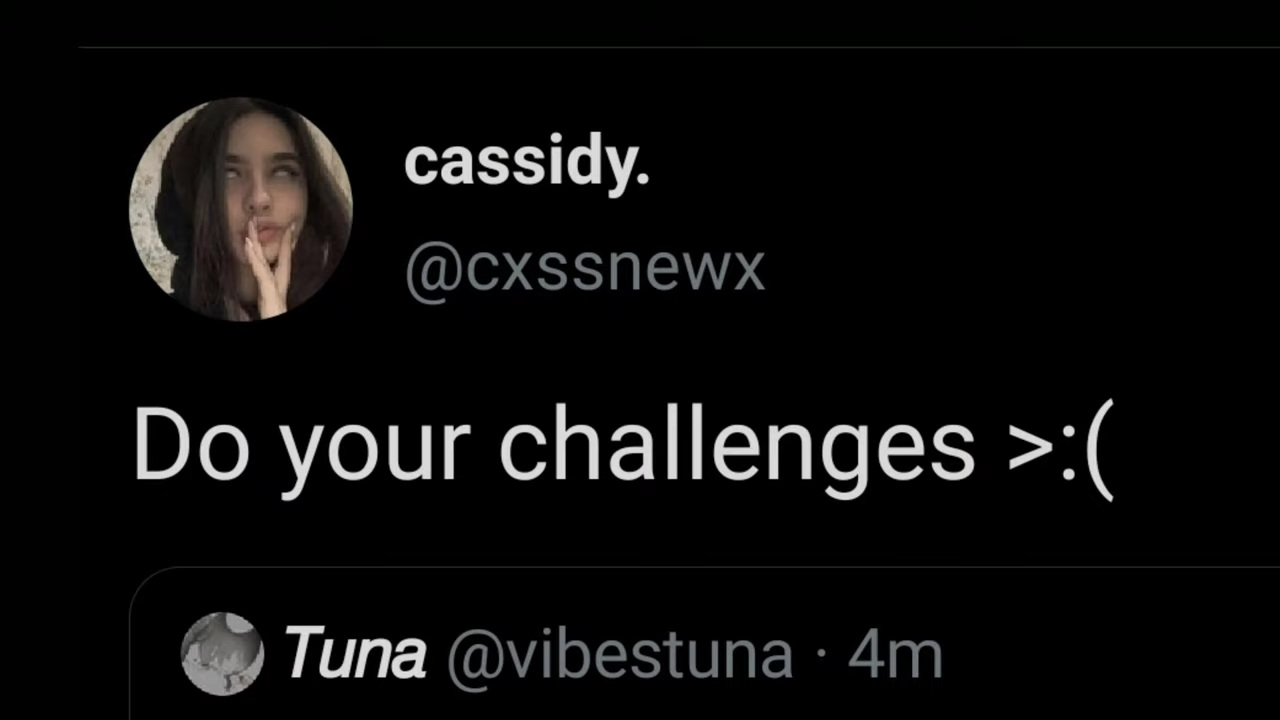 cassidy.
@cxssnewx
Do your challenges >:(
Tuna @vibestuna · 4m